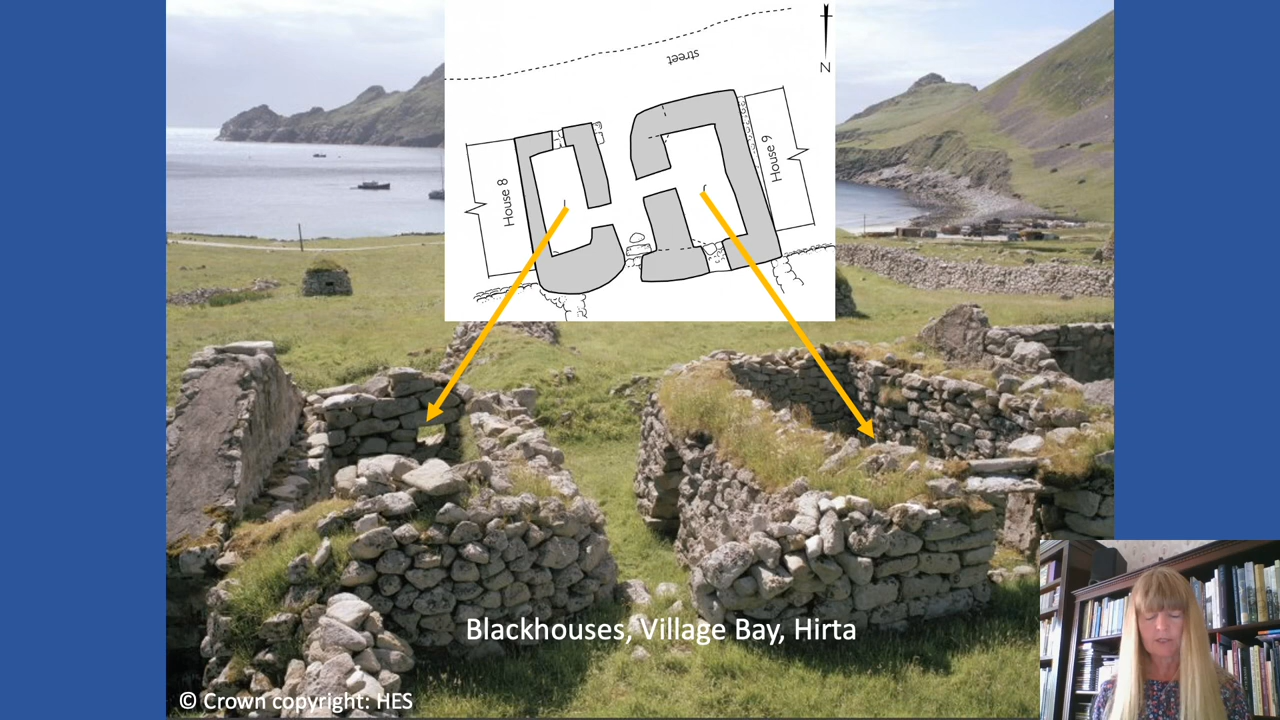 street
N
House 8
House 9
Blackhouses, Village Bay, Hirta
© Crown copyright: HES